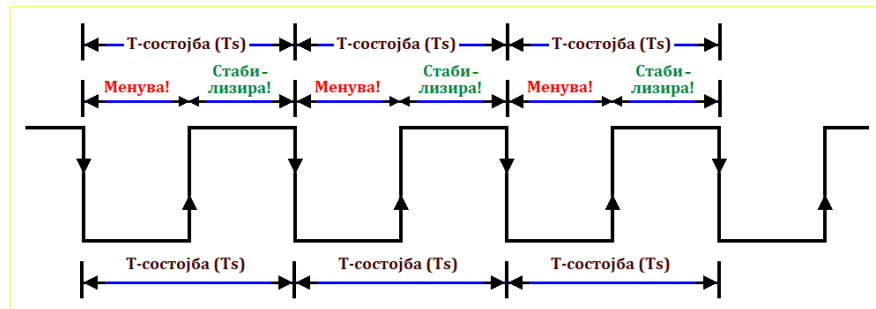 Т-состојба (Ts) Т-состојба (Ts) Т-состојба (Ts)
Менува! Стаби-
лизира! Менува! Стаби-
лизира! Менува! Стаби-
лизира!
Т-состојба (Ts) Т-состојба (Ts) Т-состојба (Ts)